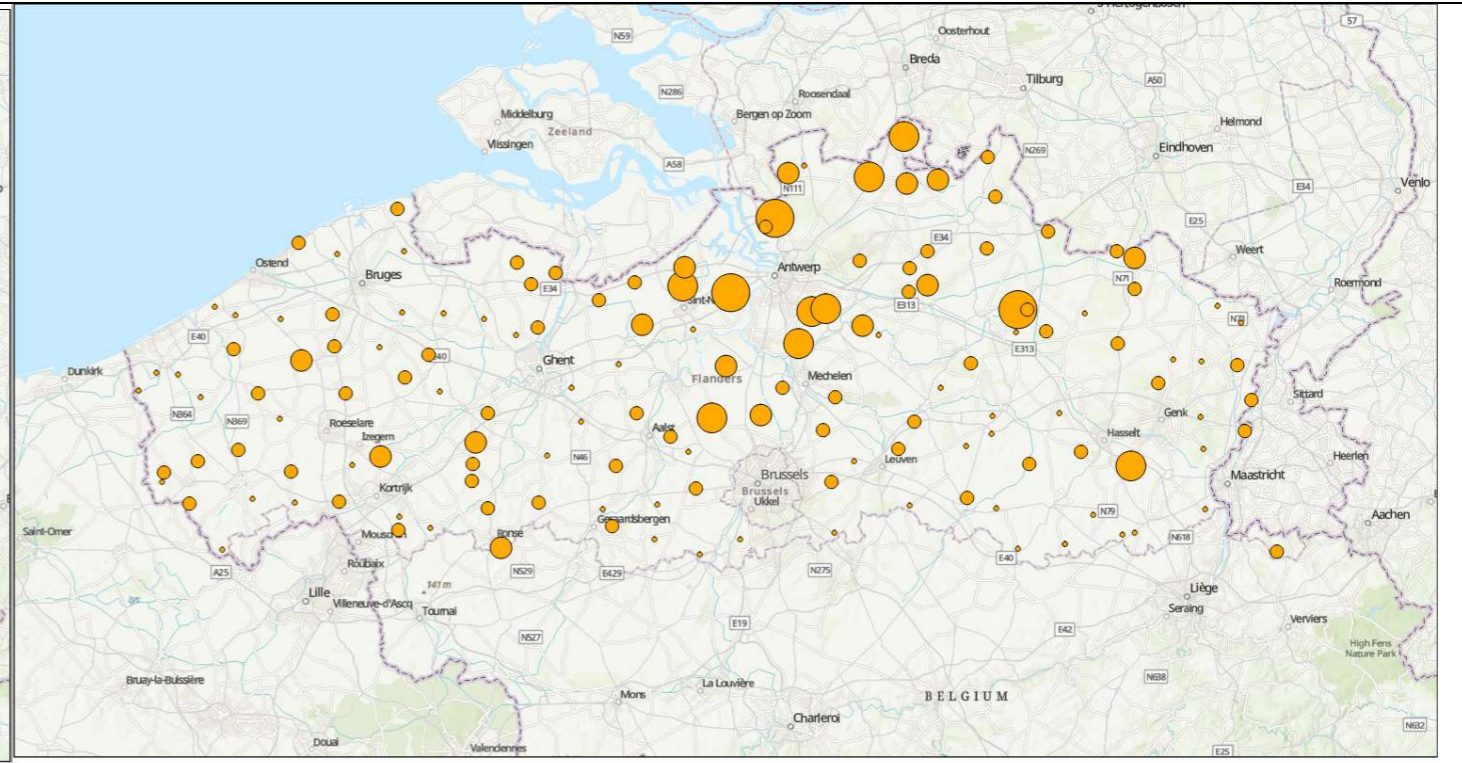 57
N59
Oosterhout
Breda
Tilburg
A50
N286
Roosendaal
Helmond
Middelburg
Zeeland
Bergen op Zoom
Vlissingen
Eindhoven
N269
A58
N111
E34
Venlo
E25
E34
Weert
Ostend
Bruges
Antwerp
N71
Roermond
E34
E313
E40
E313
Ghent
Dunkirk
Flanders
Mechelen
Sittard
N364
N369
Roeselare
Genk
Izegem
Aalst
Hasselt
N46
Leuven
Heerlen
Brussels
Maastricht
Kortrijk
Brussels
Ukkel
N79
Aachen
Saint-Omer
Ronse
N618
Roubaix
A25
N529
E429
N275
E40
141 m
Liège
Lille
Villeneuve-d'Ascq
Tournai
Seraing
Verviers
E19
E42
N527
High Fens
Nature Park
N638
Bruay-la-Buissière
La Louvière
Mons
BELGIUM
Charleroi
N632
Douai
Valenciennes
E25